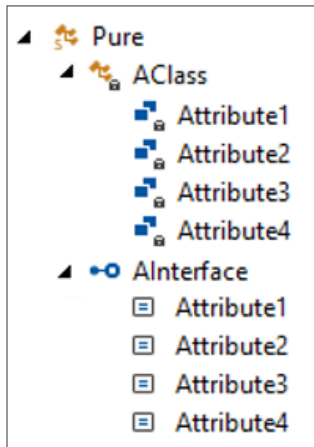 Pure
AClass
Attribute1
Attribute2
Attribute3
Attribute4
AInterface
Attribute1
Attribute2
Attribute3
Attribute4